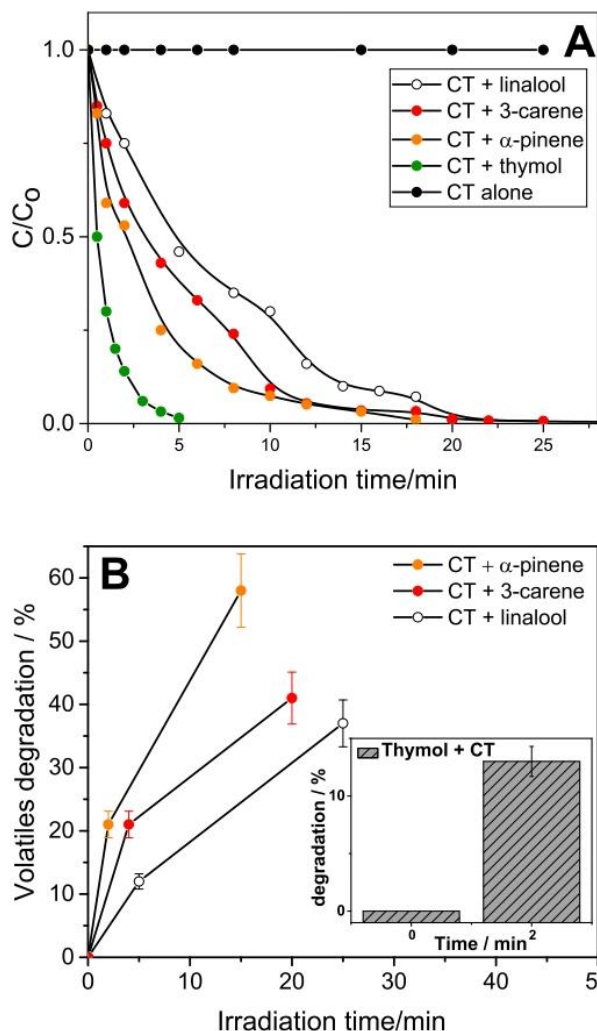 A
1.0
0.5
0.0
C/C₀
CT + linalool
CT + 3-carene
CT + α-pinene
CT + thymol
CT alone
0 5 10 15 20 25
Irradiation time/min
B
60
50
40
30
20
10
0
Volatiles degradation / %
CT + α-pinene
CT + 3-carene
CT + linalool
Thymol + CT
10
0
degradation / %
0 2
Time / min
0 10 20 30 40 50
Irradiation time/min